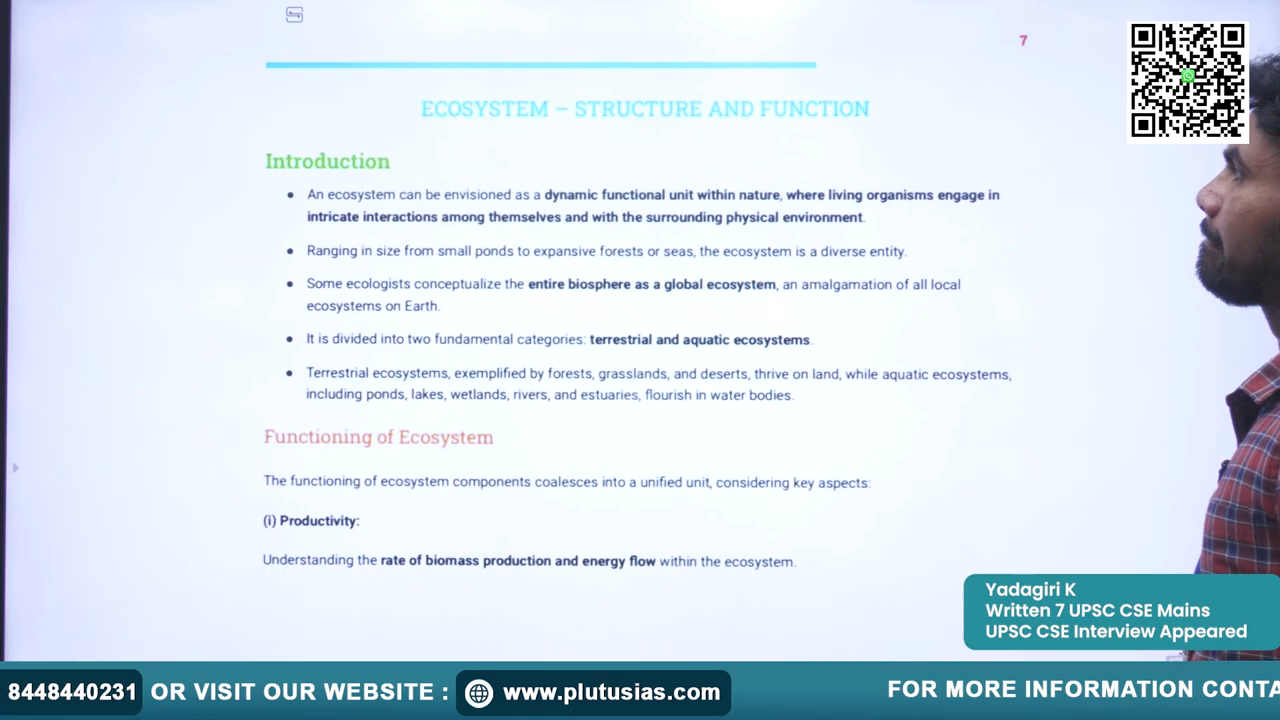 7
ECOSYSTEM – STRUCTURE AND FUNCTION
Introduction
• An ecosystem can be envisioned as a dynamic functional unit within nature, where living organisms engage in
intricate interactions among themselves and with the surrounding physical environment.
• Ranging in size from small ponds to expansive forests or seas, the ecosystem is a diverse entity.
• Some ecologists conceptualize the entire biosphere as a global ecosystem, an amalgamation of all local
ecosystems on Earth.
• It is divided into two fundamental categories: terrestrial and aquatic ecosystems.
• Terrestrial ecosystems, exemplified by forests, grasslands, and deserts, thrive on land, while aquatic ecosystems,
including ponds, lakes, wetlands, rivers, and estuaries, flourish in water bodies.
Functioning of Ecosystem
The functioning of ecosystem components coalesces into a unified unit, considering key aspects:
(i) Productivity:
Understanding the rate of biomass production and energy flow within the ecosystem.
Yadagiri K
Written 7 UPSC CSE Mains
UPSC CSE Interview Appeared
8448440231 OR VISIT OUR WEBSITE : www.plutusias.com FOR MORE INFORMATION CONTA